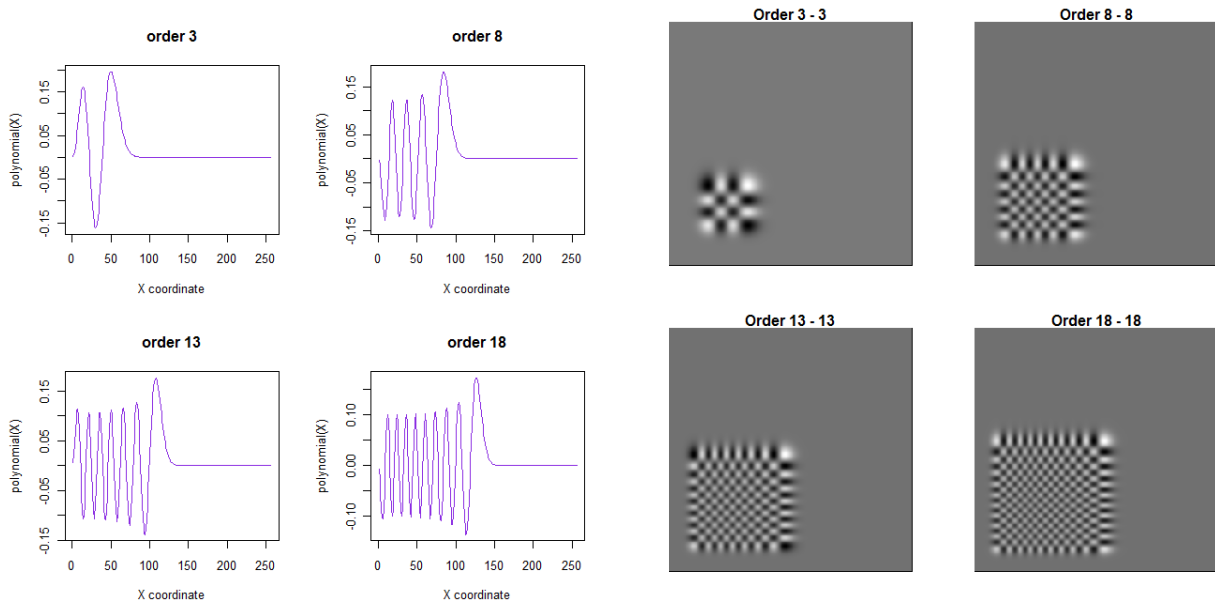 order 3
polynomial(X)
0.15
0.05
-0.05
-0.15
0 50 100 150 200 250
X coordinate
order 8
polynomial(X)
0.15
0.05
-0.05
-0.15
0 50 100 150 200 250
X coordinate
Order 3 - 3
Order 8 - 8
order 13
polynomial(X)
0.15
0.05
-0.05
-0.15
0 50 100 150 200 250
X coordinate
order 18
polynomial(X)
0.10
0.00
-0.10
0 50 100 150 200 250
X coordinate
Order 13 - 13
Order 18 - 18